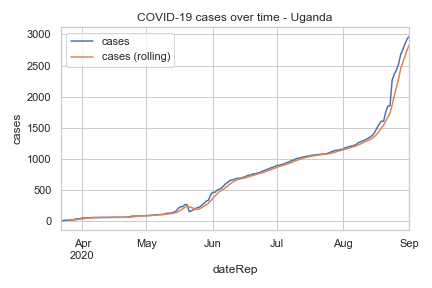 COVID-19 cases over time - Uganda
cases
cases (rolling)
3000
2500
2000
1500
1000
500
0
cases
Apr May Jun Jul Aug Sep
2020
dateRep